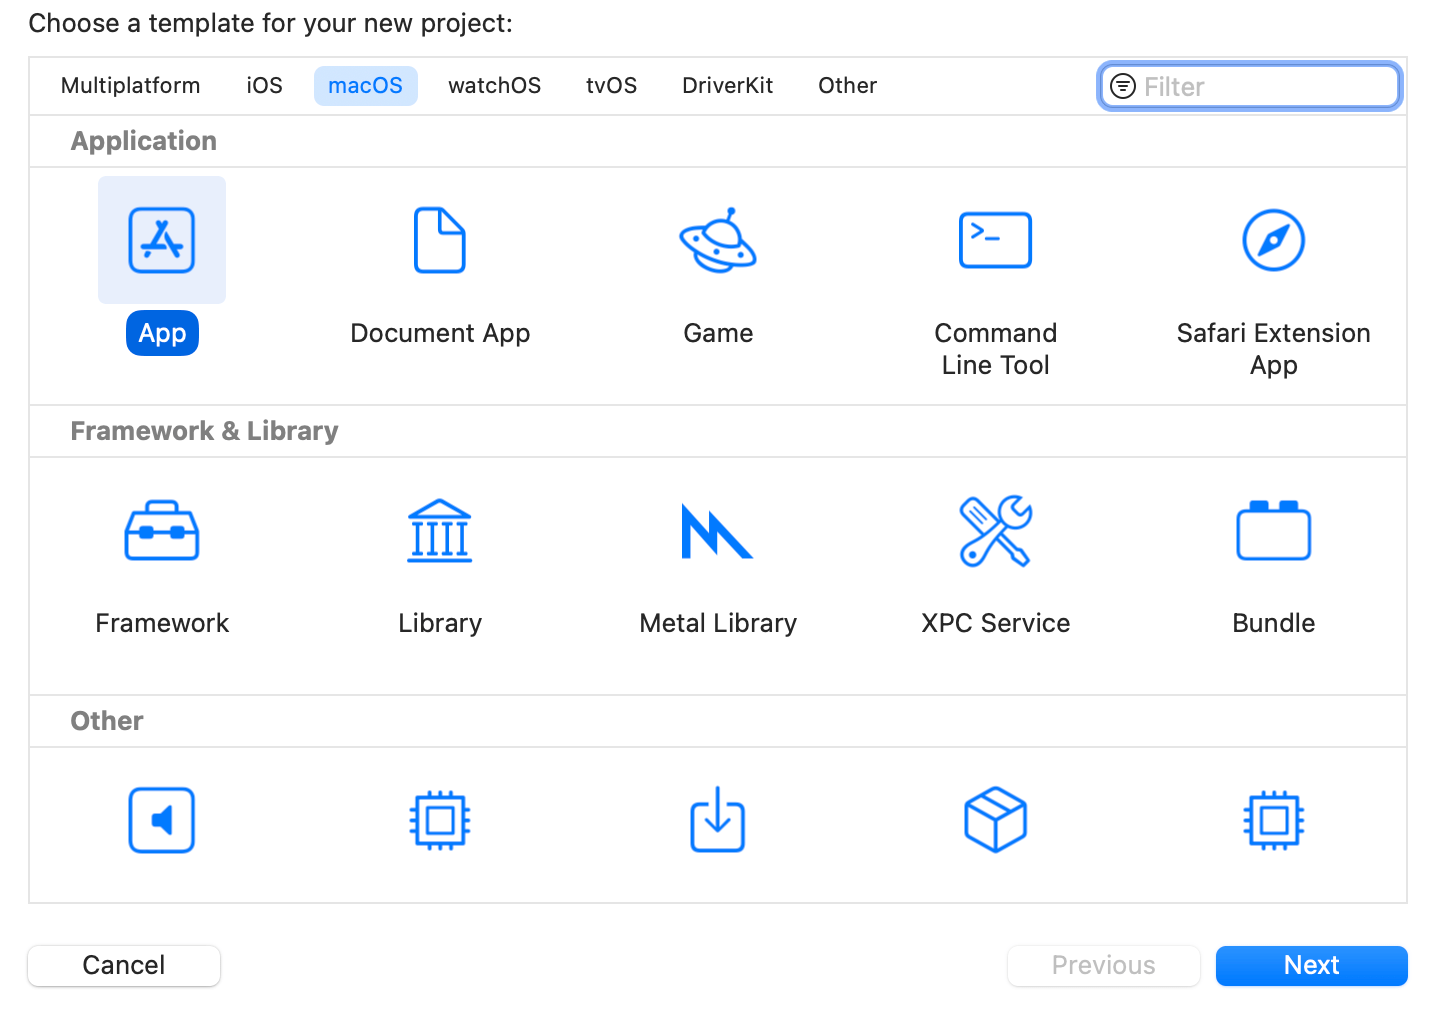 Choose a template for your new project:
Multiplatform iOS macOS watchOS tvOS DriverKit Other Filter
Application
App Document App Game Command Line Tool Safari Extension App
Framework & Library
Framework Library Metal Library XPC Service Bundle
Other
Cancel Previous Next